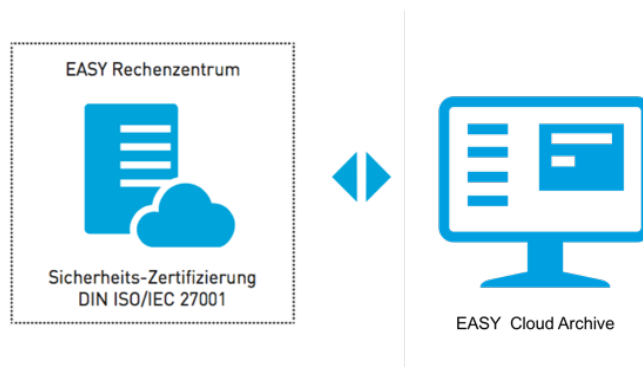 EASY Rechenzentrum
Sicherheits-Zertifizierung
DIN ISO/IEC 27001
EASY Cloud Archive